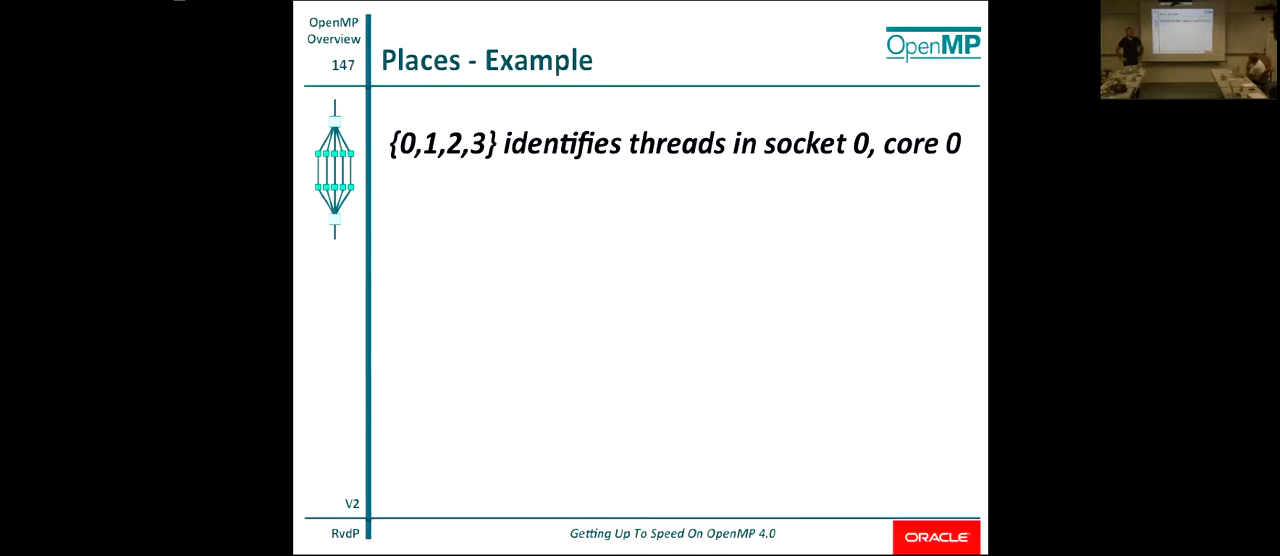 OpenMP
Overview
147
Places - Example
OpenMP
{0,1,2,3} identifies threads in socket 0, core 0
V2
RvdP
Getting Up To Speed On OpenMP 4.0
ORACLE